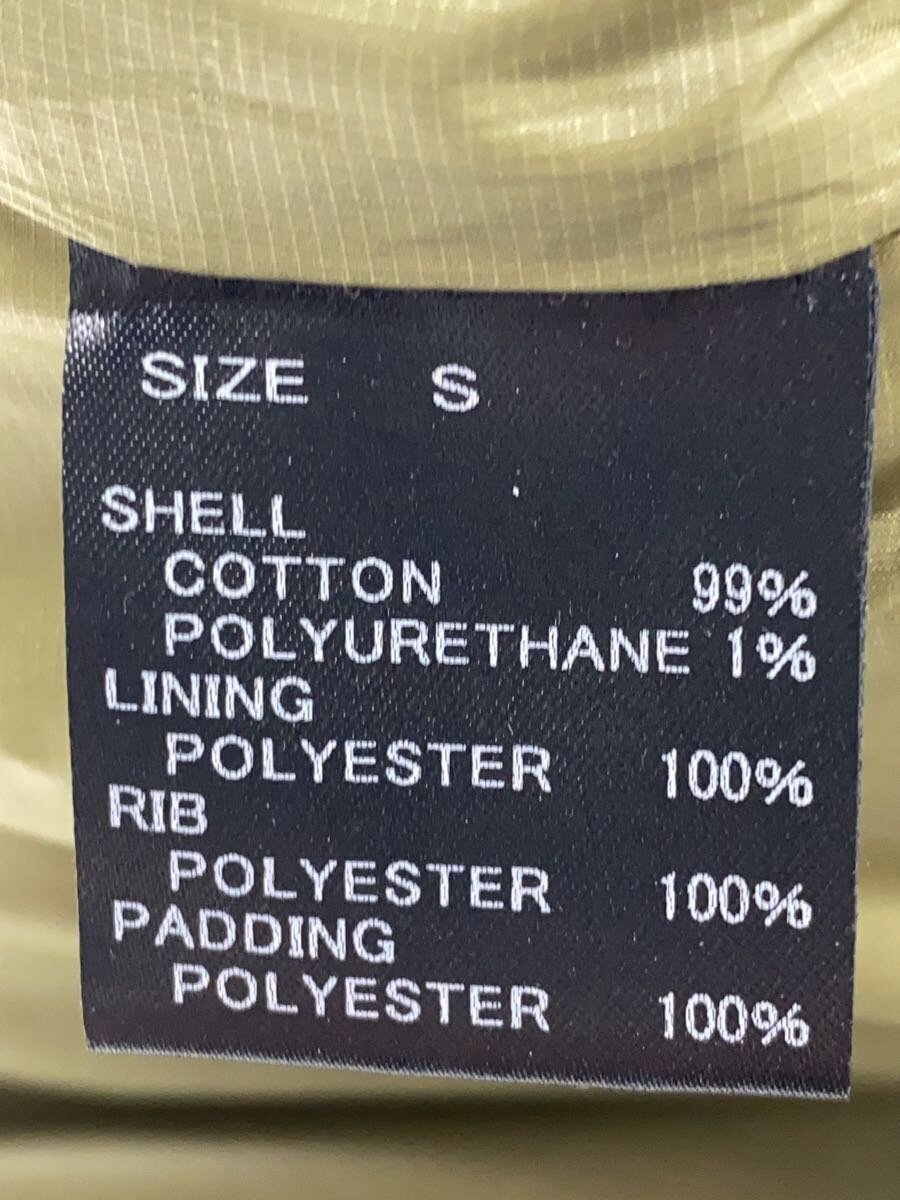 SIZE S
SHELL
COTTON 99%
POLYURETHANE 1%
LINING
POLYESTER 100%
RIB
POLYESTER 100%
PADDING
POLYESTER 100%